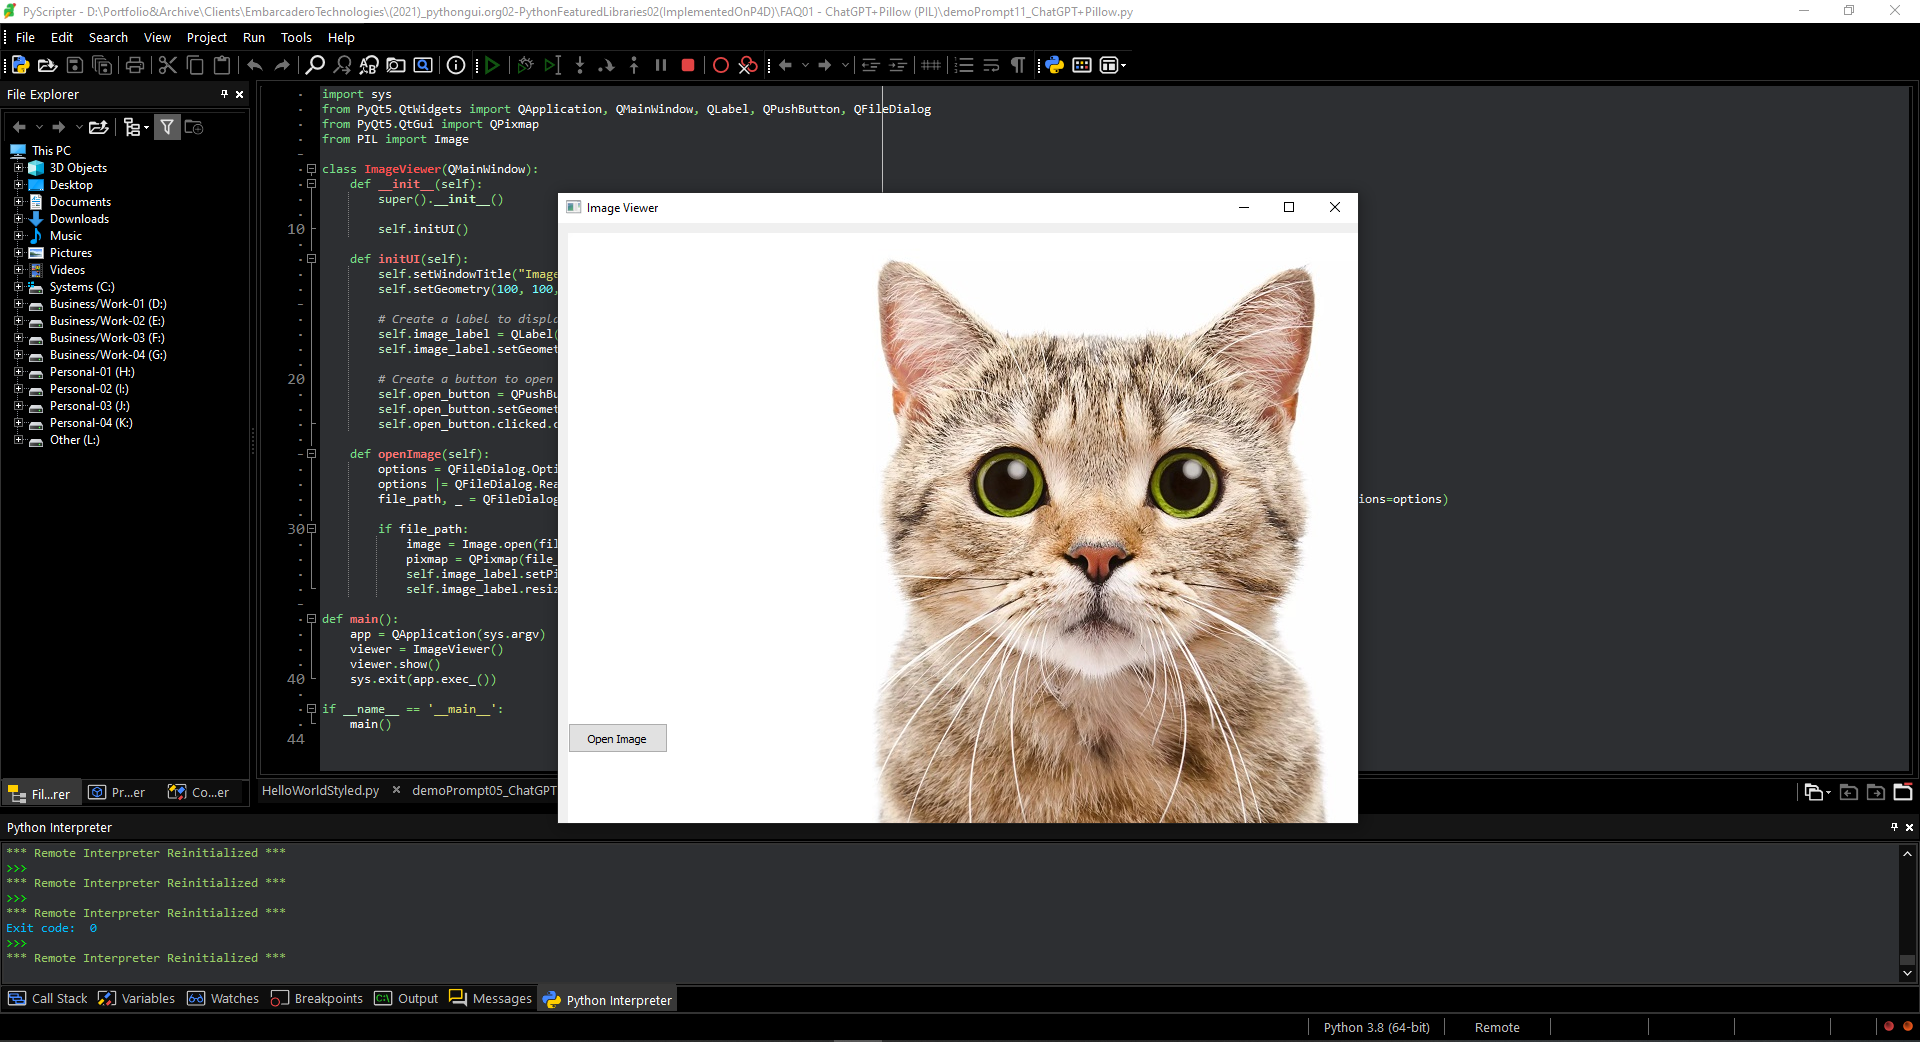 PyScripter - D:\Portfolio&Archive\Clients\EmbarcaderoTechnologies\(2021)_pythongui.org02-PythonFeaturedLibraries02(ImplementedOnP4D)\FAQ01 - ChatGPT+Pillow (PIL)\demoPrompt11_ChatGPT+Pillow.py
File Edit Search View Project Run Tools Help
File Explorer
This PC
3D Objects
Desktop
Documents
Downloads
Music
Pictures
Videos
Systems (C:)
Business/Work-01 (D:)
Business/Work-02 (E:)
Business/Work-03 (F:)
Business/Work-04 (G:)
Personal-01 (H:)
Personal-02 (I:)
Personal-03 (J:)
Personal-04 (K:)
Other (L:)
Fil...rer Pr...er Co...er
import sys
from PyQt5.QtWidgets import QApplication, QMainWindow, QLabel, QPushButton, QFileDialog
from PyQt5.QtGui import QPixmap
from PIL import Image
class ImageViewer(QMainWindow):
def __init__(self):
super().__init__()
10 self.initUI()
def initUI(self):
self.setWindowTitle("Image
self.setGeometry(100, 100,
# Create a label to displa
self.image_label = QLabel(
self.image_label.setGeomet
20 # Create a button to open
self.open_button = QPushBu
self.open_button.setGeomet
self.open_button.clicked.c
def openImage(self):
options = QFileDialog.Opti
options |= QFileDialog.Rea
file_path, _ = QFileDialog ions=options)
30 if file_path:
image = Image.open(fil
pixmap = QPixmap(file_
self.image_label.setPi
self.image_label.resiz
def main():
app = QApplication(sys.argv)
viewer = ImageViewer()
viewer.show()
40 sys.exit(app.exec_())
if __name__ == '__main__':
main()
44
Image Viewer
Open Image
HelloWorldStyled.py × demoPrompt05_ChatGPT
Python Interpreter
*** Remote Interpreter Reinitialized ***
>>>
*** Remote Interpreter Reinitialized ***
>>>
*** Remote Interpreter Reinitialized ***
Exit code: 0
>>>
*** Remote Interpreter Reinitialized ***
Call Stack Variables Watches Breakpoints Output Messages Python Interpreter
Python 3.8 (64-bit) Remote